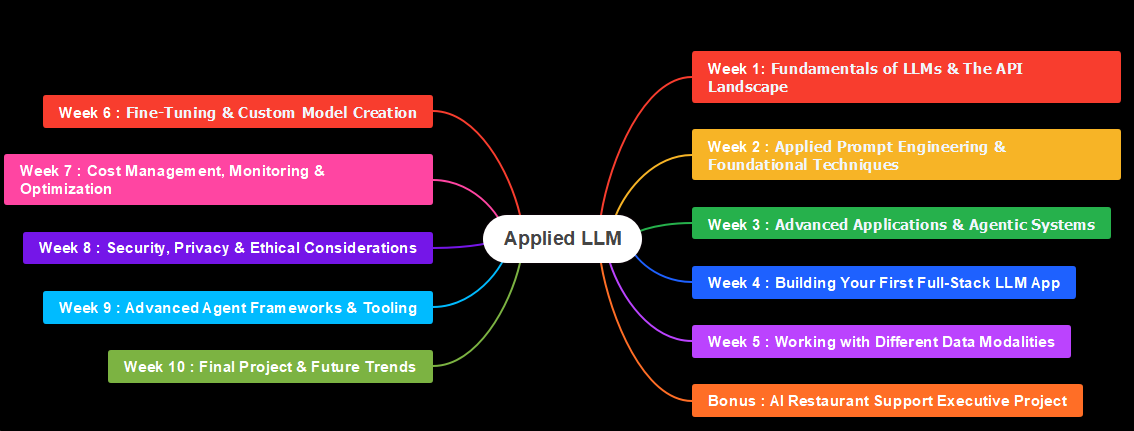 Applied LLM
Week 1: Fundamentals of LLMs & The API
Landscape
Week 2 : Applied Prompt Engineering &
Foundational Techniques
Week 3 : Advanced Applications & Agentic Systems
Week 4 : Building Your First Full-Stack LLM App
Week 5 : Working with Different Data Modalities
Bonus : AI Restaurant Support Executive Project
Week 6 : Fine-Tuning & Custom Model Creation
Week 7 : Cost Management, Monitoring &
Optimization
Week 8 : Security, Privacy & Ethical Considerations
Week 9 : Advanced Agent Frameworks & Tooling
Week 10 : Final Project & Future Trends